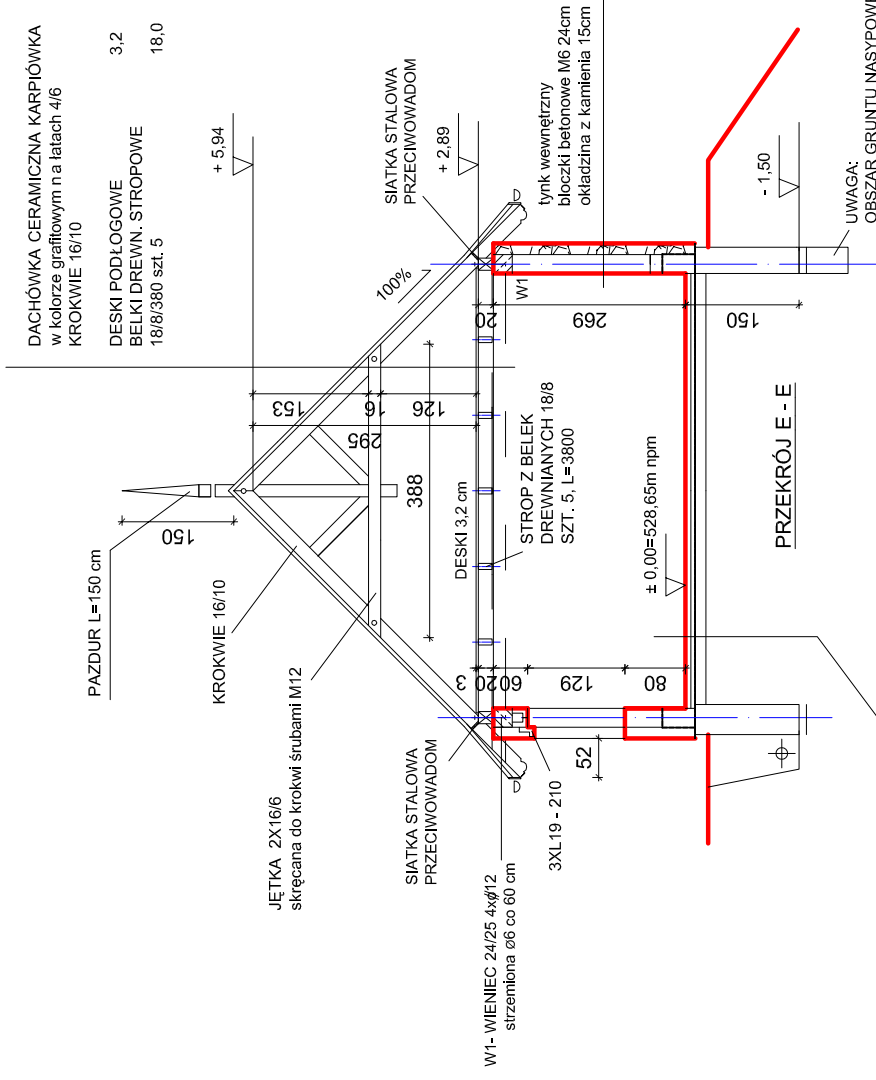 DACHÓWKA CERAMICZNA KARPIÓWKA
w kolorze grafitowym na łatach 4/6
KROKWIE 16/10
DESKI PODŁOGOWE 3,2
BELKI DREWN. STROPOWE 18,0
18/8/380 szt. 5
+ 5,94
SIATKA STALOWA
PRZECIWOWADOM
+ 2,89
100%
PAZDUR L=150 cm
150
KROKWIE 16/10
153
16
126
295
388
JĘTKA 2X16/6
skręcana do krokwi śrubami M12
SIATKA STALOWA
PRZECIWOWADOM
W1- WIENIEC 24/25 4xø12
strzemiona ø6 co 60 cm
3XL19 - 210
DESKI 3,2 cm
STROP Z BELEK
DREWNIANYCH 18/8
SZT. 5, L=3800
W1
20
269
150
tynk wewnętrzny
bloczki betonowe M6 24cm
okładzina z kamienia 15cm
3
20
60
129
80
52
± 0,00=528,65m npm
- 1,50
UWAGA:
OBSZAR GRUNTU
PRZEKRÓJ E - E